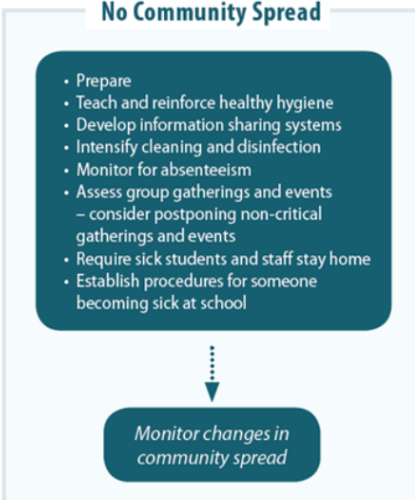 No Community Spread
• Prepare
• Teach and reinforce healthy hygiene
• Develop information sharing systems
• Intensify cleaning and disinfection
• Monitor for absenteeism
• Assess group gatherings and events
– consider postponing non-critical
gatherings and events
• Require sick students and staff stay home
• Establish procedures for someone
becoming sick at school
Monitor changes in
community spread